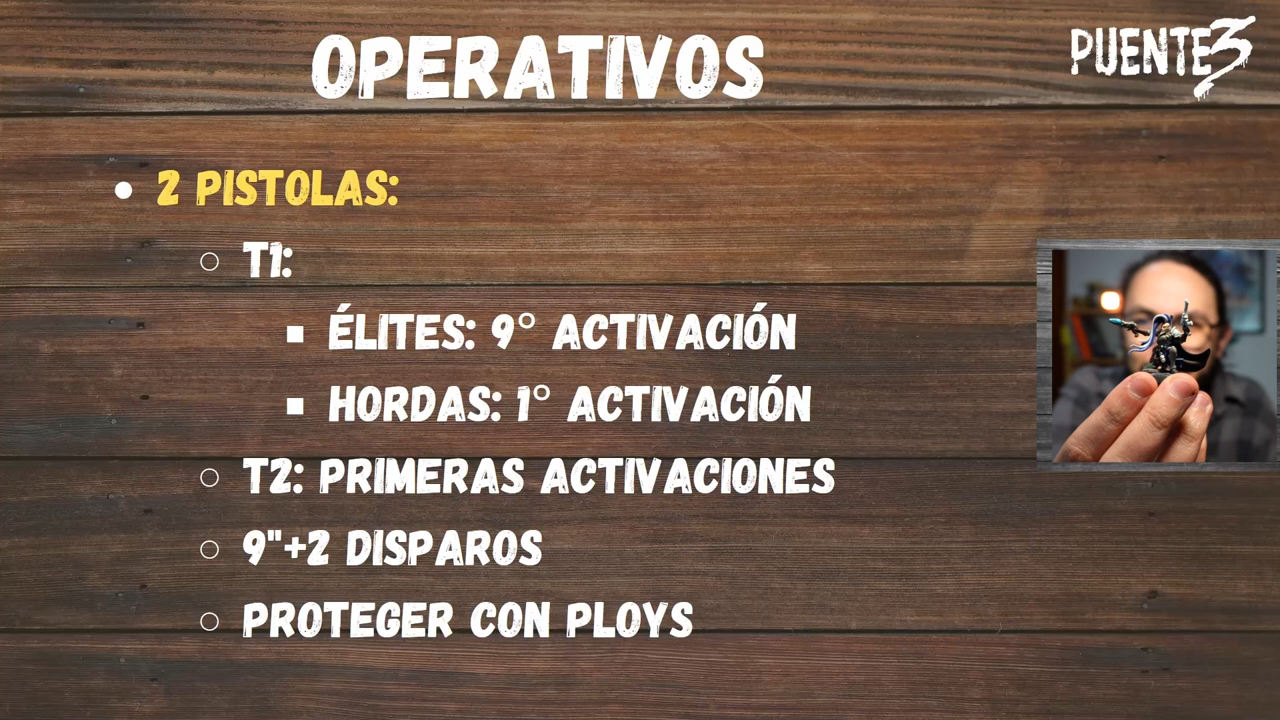 OPERATIVOS
PUENTE3
2 PISTOLAS:
T1:
ÉLITES: 9° ACTIVACIÓN
HORDAS: 1° ACTIVACIÓN
T2: PRIMERAS ACTIVACIONES
9"+2 DISPAROS
PROTEGER CON PLOYS